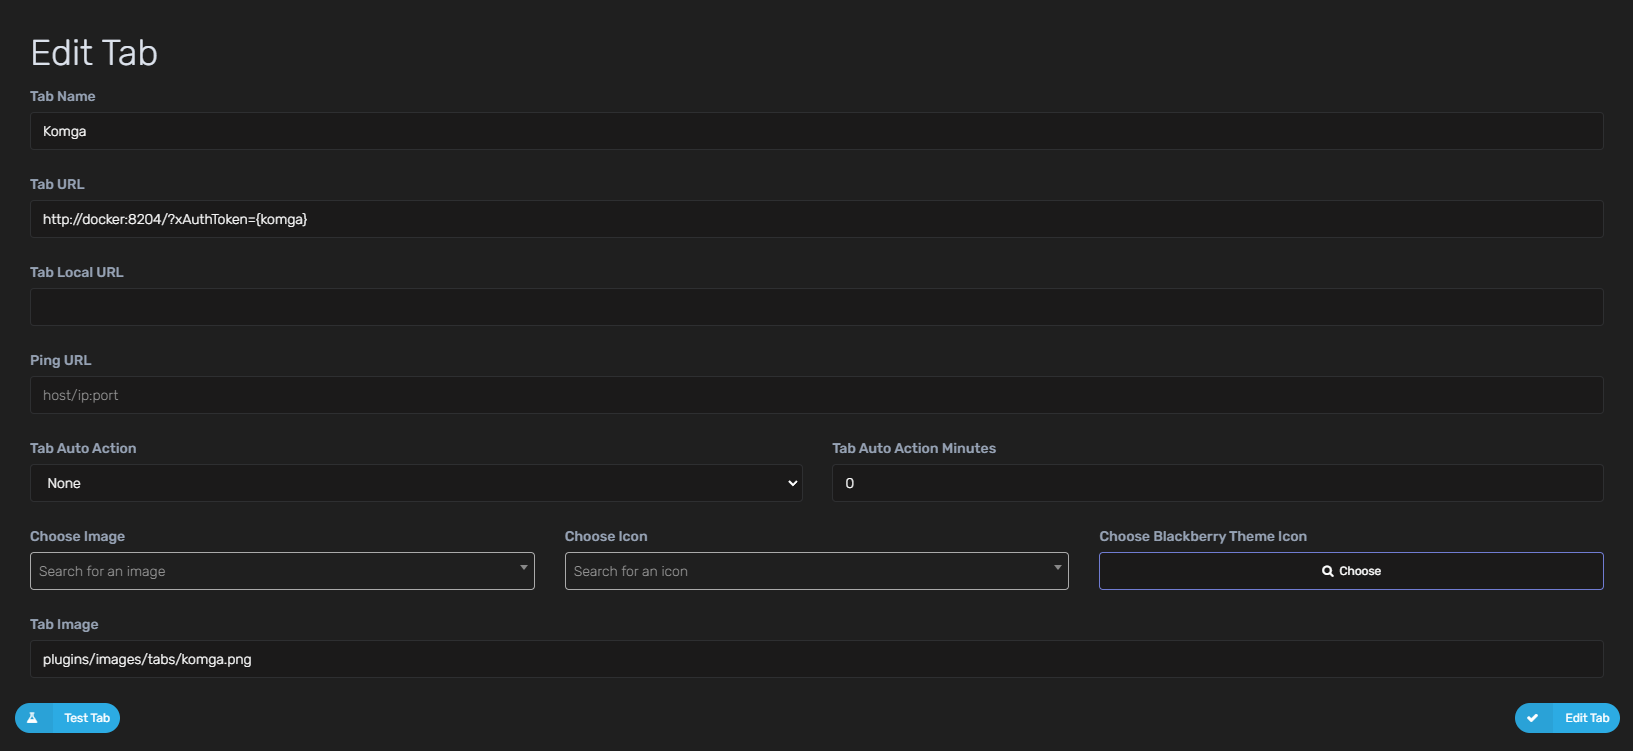 Edit Tab
Tab Name
Komga
Tab URL
http://docker:8204/?xAuthToken={komga}
Tab Local URL
Ping URL
host/ip:port
Tab Auto Action
Tab Auto Action Minutes
None
0
Choose Image
Choose Icon
Choose Blackberry Theme Icon
Search for an image
Search for an icon
Choose
Tab Image
plugins/images/tabs/komga.png
Test Tab
Edit Tab